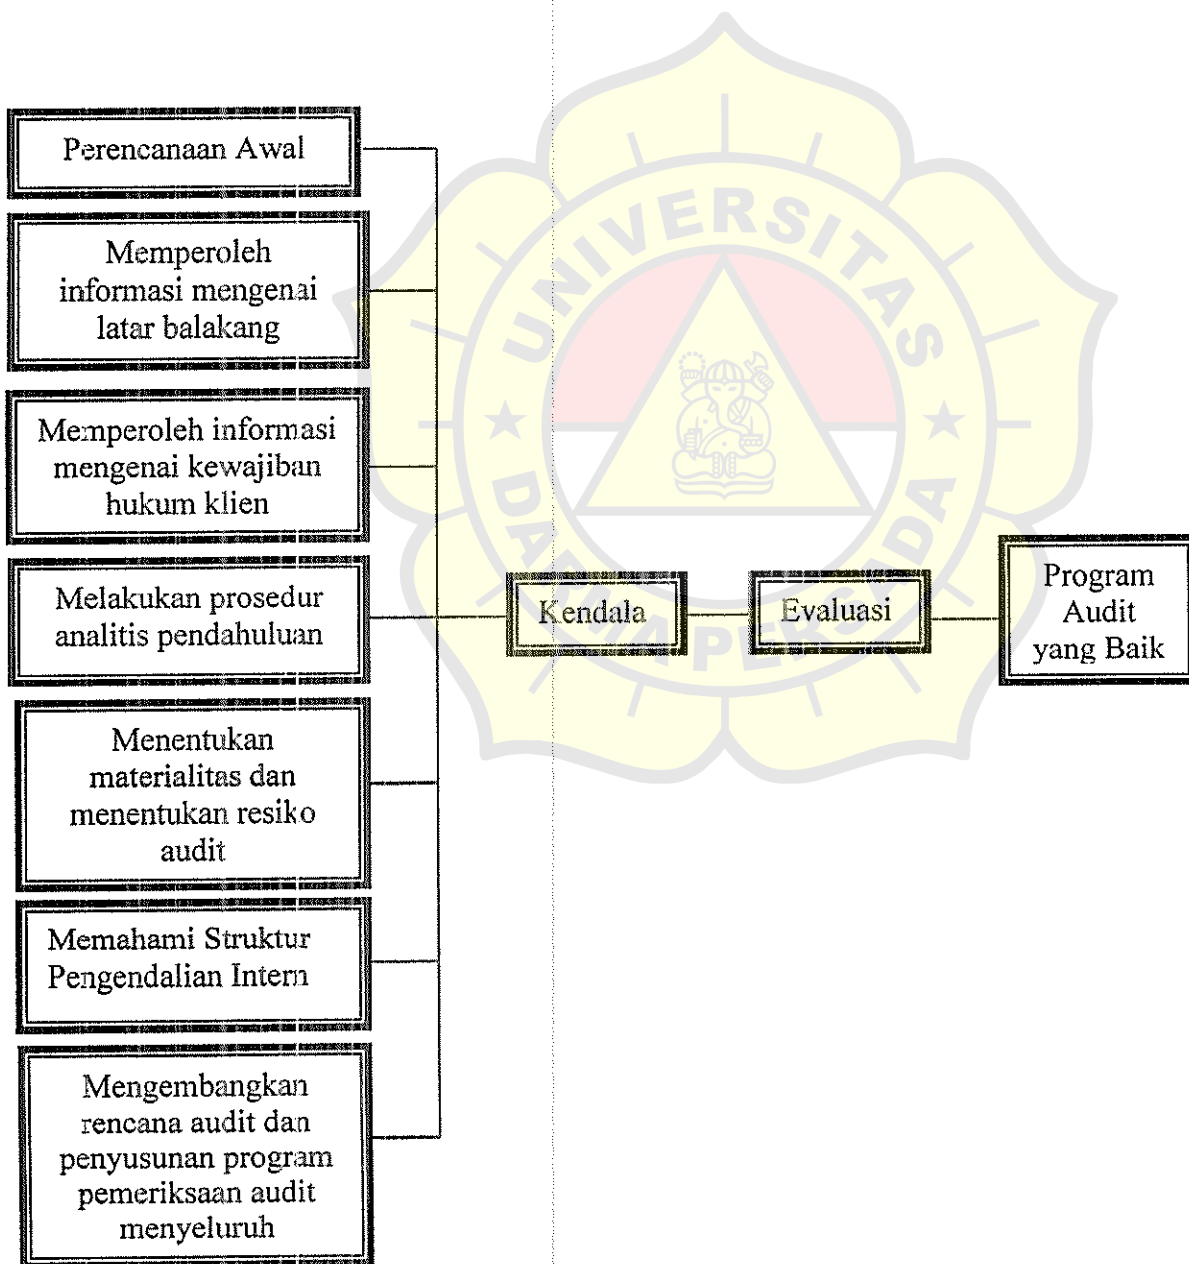 Perencanaan Awal
Memperoleh
informasi mengenai
latar balakang
Memperoleh informasi
mengenai kewajiban
hukum klien
Melakukan prosedur
analitis pendahuluan
Menentukan
materialitas dan
menentukan resiko
audit
Memahami Struktur
Pengendalian Intern
Mengembangkan
rencana audit dan
penyusunan program
pemeriksaan audit
menyeluruh
Kendala
Evaluasi
Program
Audit
yang Baik
UNIVERSITAS
DARMA PERSADA